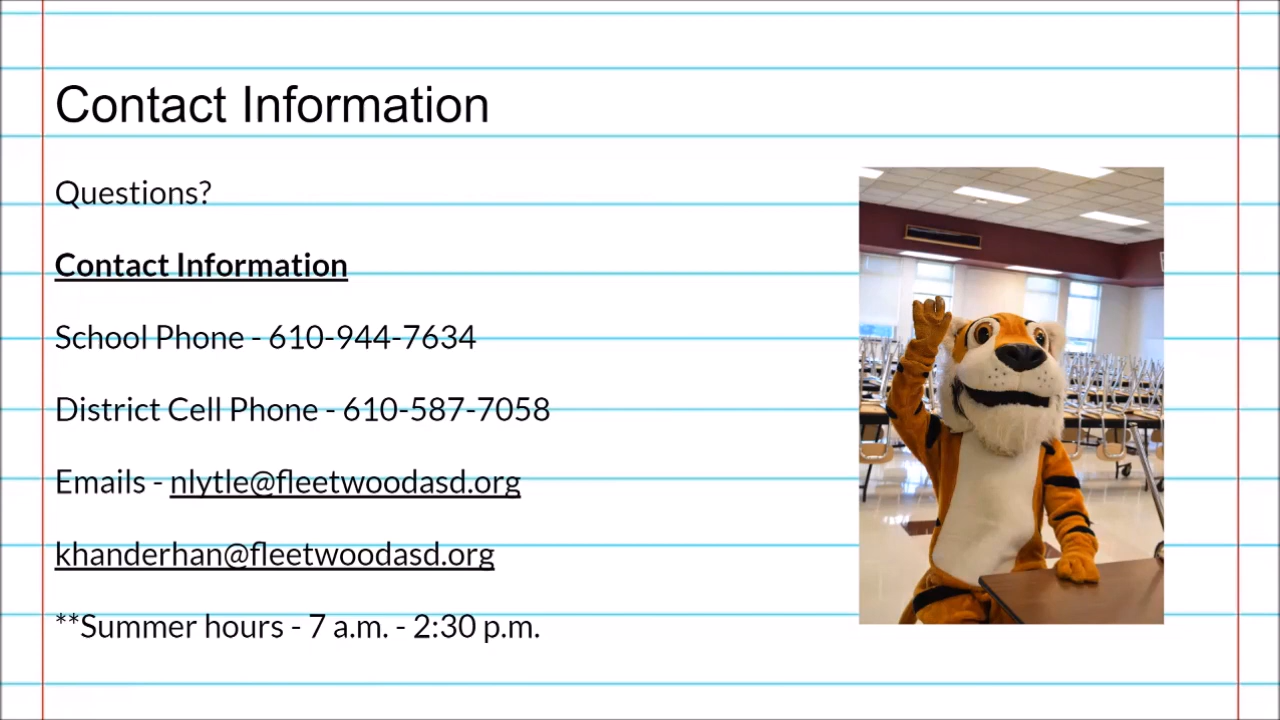 Contact Information
Questions?
Contact Information
School Phone - 610-944-7634
District Cell Phone - 610-587-7058
Emails - nlytle@fleetwoodasd.org
khanderhan@fleetwoodasd.org
**Summer hours - 7 a.m. - 2:30 p.m.